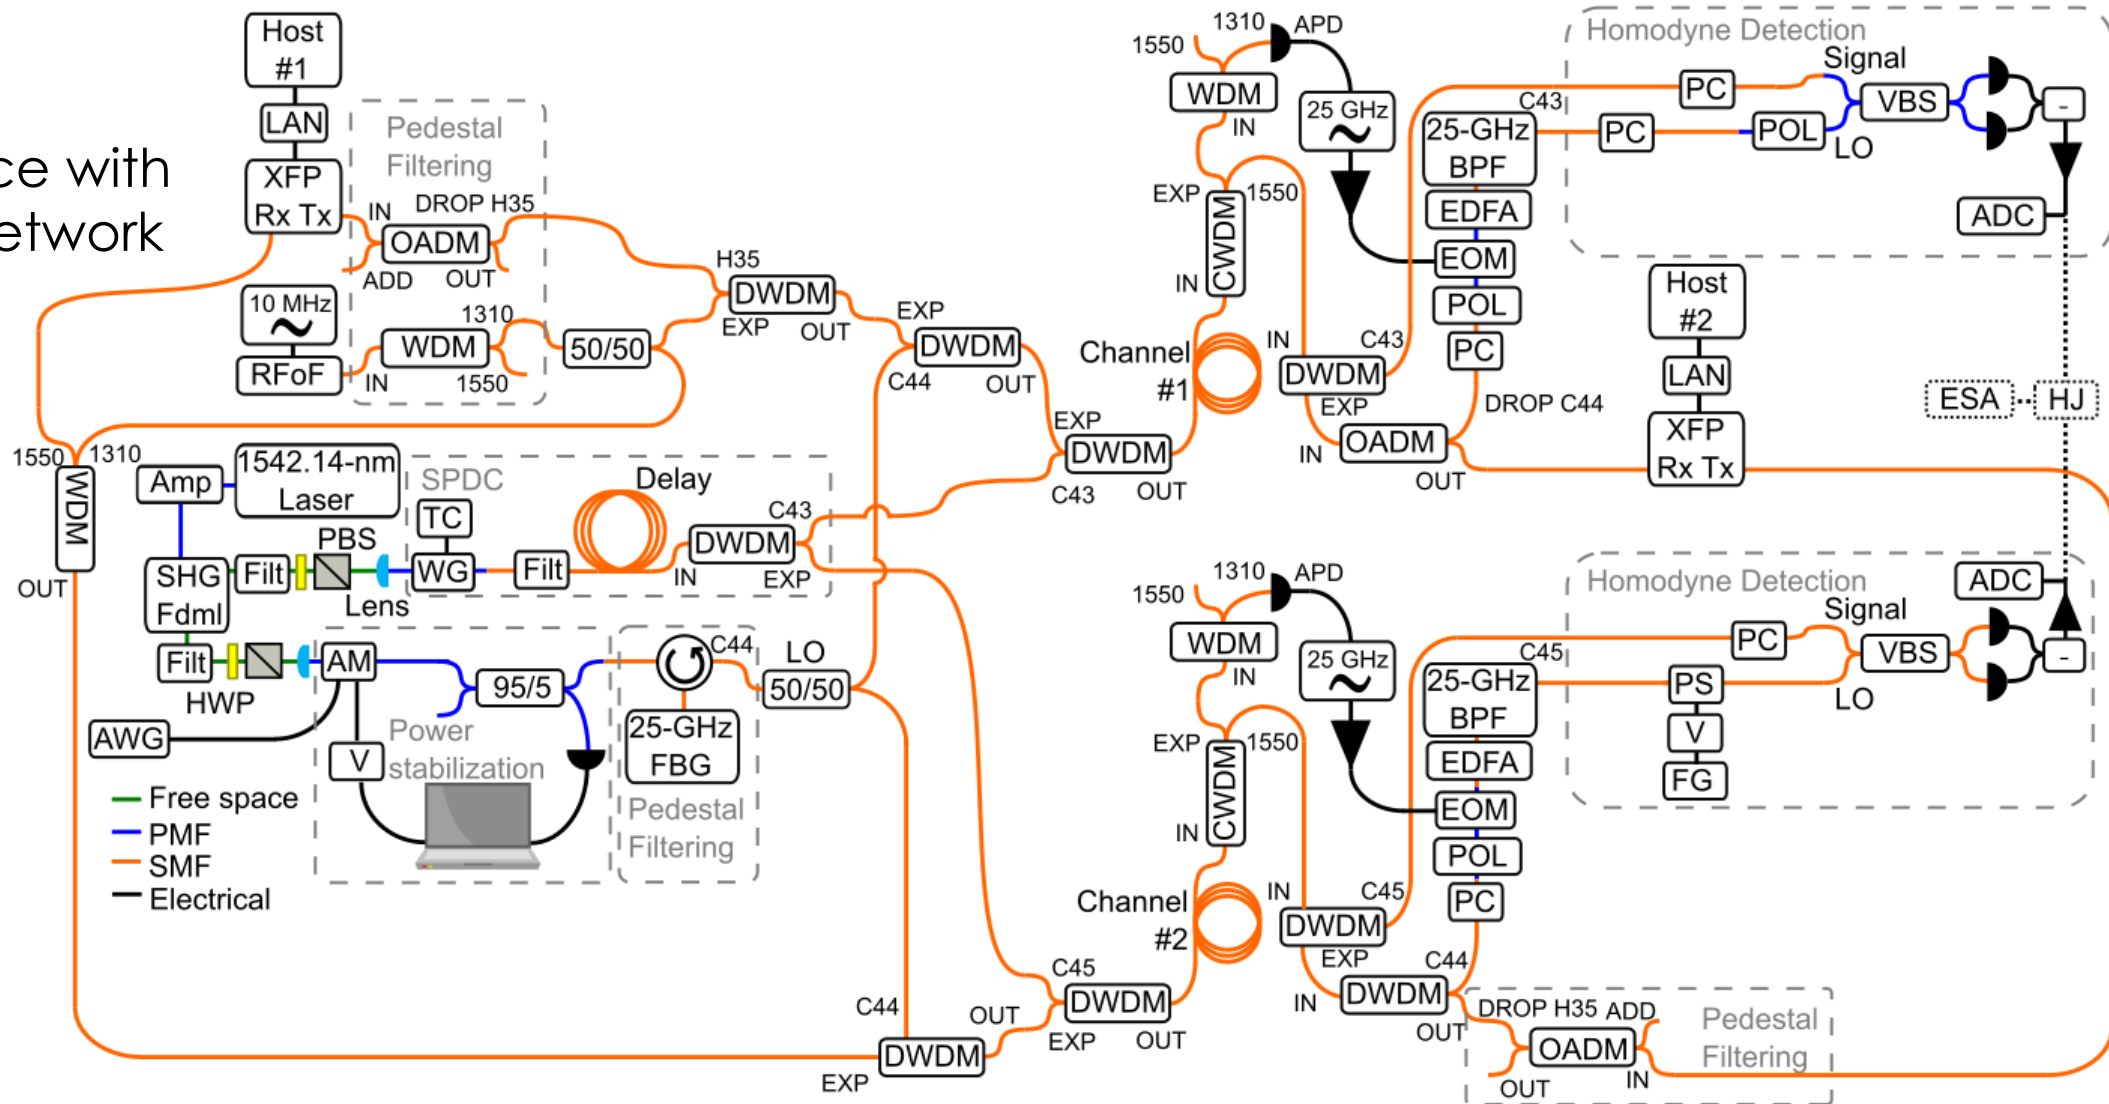 ce with
etwork
Host
#1
LAN
XFP
Rx Tx
Pedestal
Filtering
IN
DROP H35
OADM
ADD
OUT
10 MHz
RFoF
IN
WDM
1310
1550
50/50
H35
DWDM
EXP
OUT
EXP
DWDM
C44
OUT
EXP
DWDM
C43
OUT
1550
1310
WDM
OUT
Amp
1542.14-nm
Laser
SHG
Fdml
Filt
PBS
Lens
SPDC
TC
WG
Filt
Delay
IN
DWDM
C43
EXP
Filt
HWP
AM
AWG
V
Power
stabilization
95/5
C44
25-GHz
FBG
Pedestal
Filtering
LO
50/50
Free space
PMF
SMF
Electrical
C44
DWDM
EXP
OUT
C45
DWDM
EXP
OUT
Channel
#1
IN
CWDM
EXP
1550
IN
WDM
1550
1310
APD
25 GHz
IN
DWDM
C43
EXP
IN
OADM
DROP C44
OUT
PC
POL
EOM
EDFA
25-GHz
BPF
C43
Homodyne Detection
PC
PC
POL
Signal
LO
VBS
-
ADC
Host
#2
LAN
XFP
Rx Tx
ESA
HJ
Channel
#2
IN
CWDM
EXP
1550
IN
WDM
1550
1310
APD
25 GHz
IN
DWDM
C45
EXP
IN
DWDM
C44
OUT
PC
POL
EOM
EDFA
25-GHz
BPF
C45
Homodyne Detection
PC
PS
V
FG
Signal
LO
VBS
-
ADC
DROP H35
ADD
OADM
OUT
IN
Pedestal
Filtering